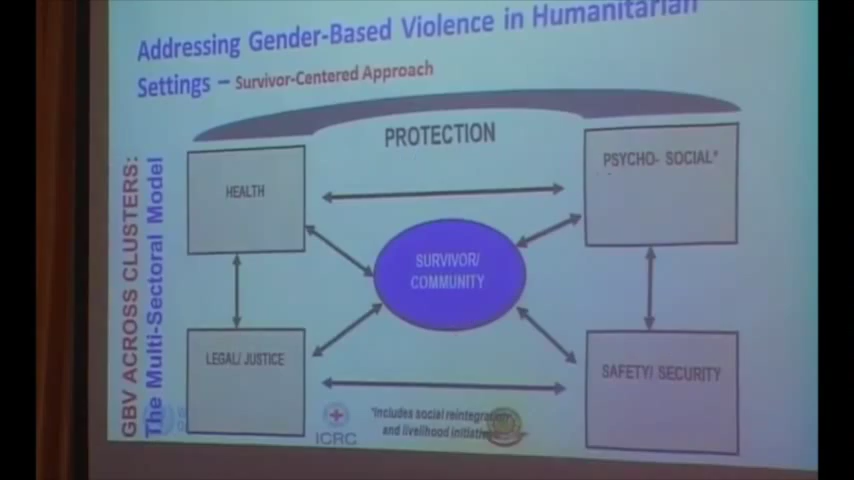 Addressing Gender-Based Violence in Humanitarian
Settings – Survivor-Centered Approach
GBV ACROSS CLUSTERS:
The Multi-Sectoral Model
PROTECTION
HEALTH
PSYCHO- SOCIAL*
SURVIVOR/
COMMUNITY
LEGAL/ JUSTICE
SAFETY/ SECURITY
ICRC
*Includes social reintegration
and livelihood initiatives